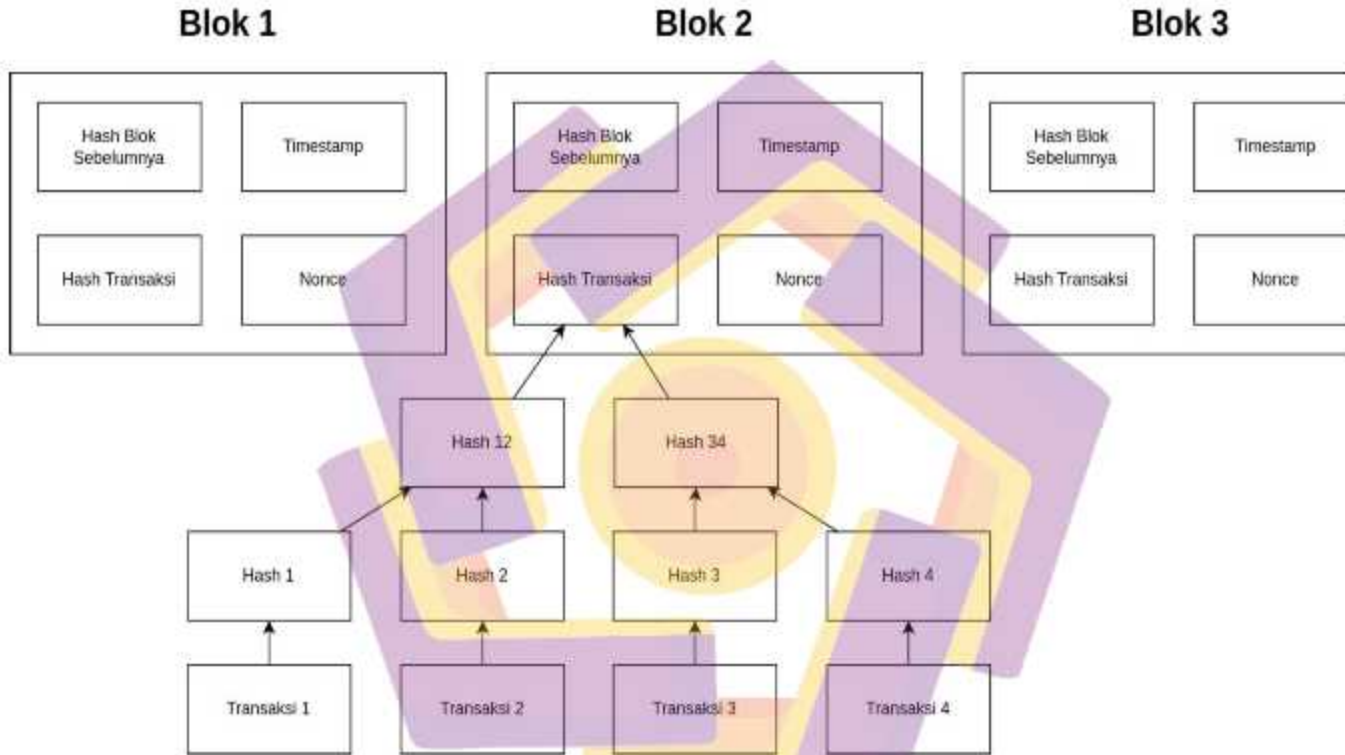 Blok 1
Blok 2
Blok 3
Hash Blok
Sebelumnya
Timestamp
Hash Blok
Sebelumnya
Timestamp
Hash Blok
Sebelumnya
Timestamp
Hash Transaksi
Nonce
Hash Transaksi
Nonce
Hash Transaksi
Nonce
Hash 12
Hash 34
Hash 1
Hash 2
Hash 3
Hash 4
Transaksi 1
Transaksi 2
Transaksi 3
Transaksi 4